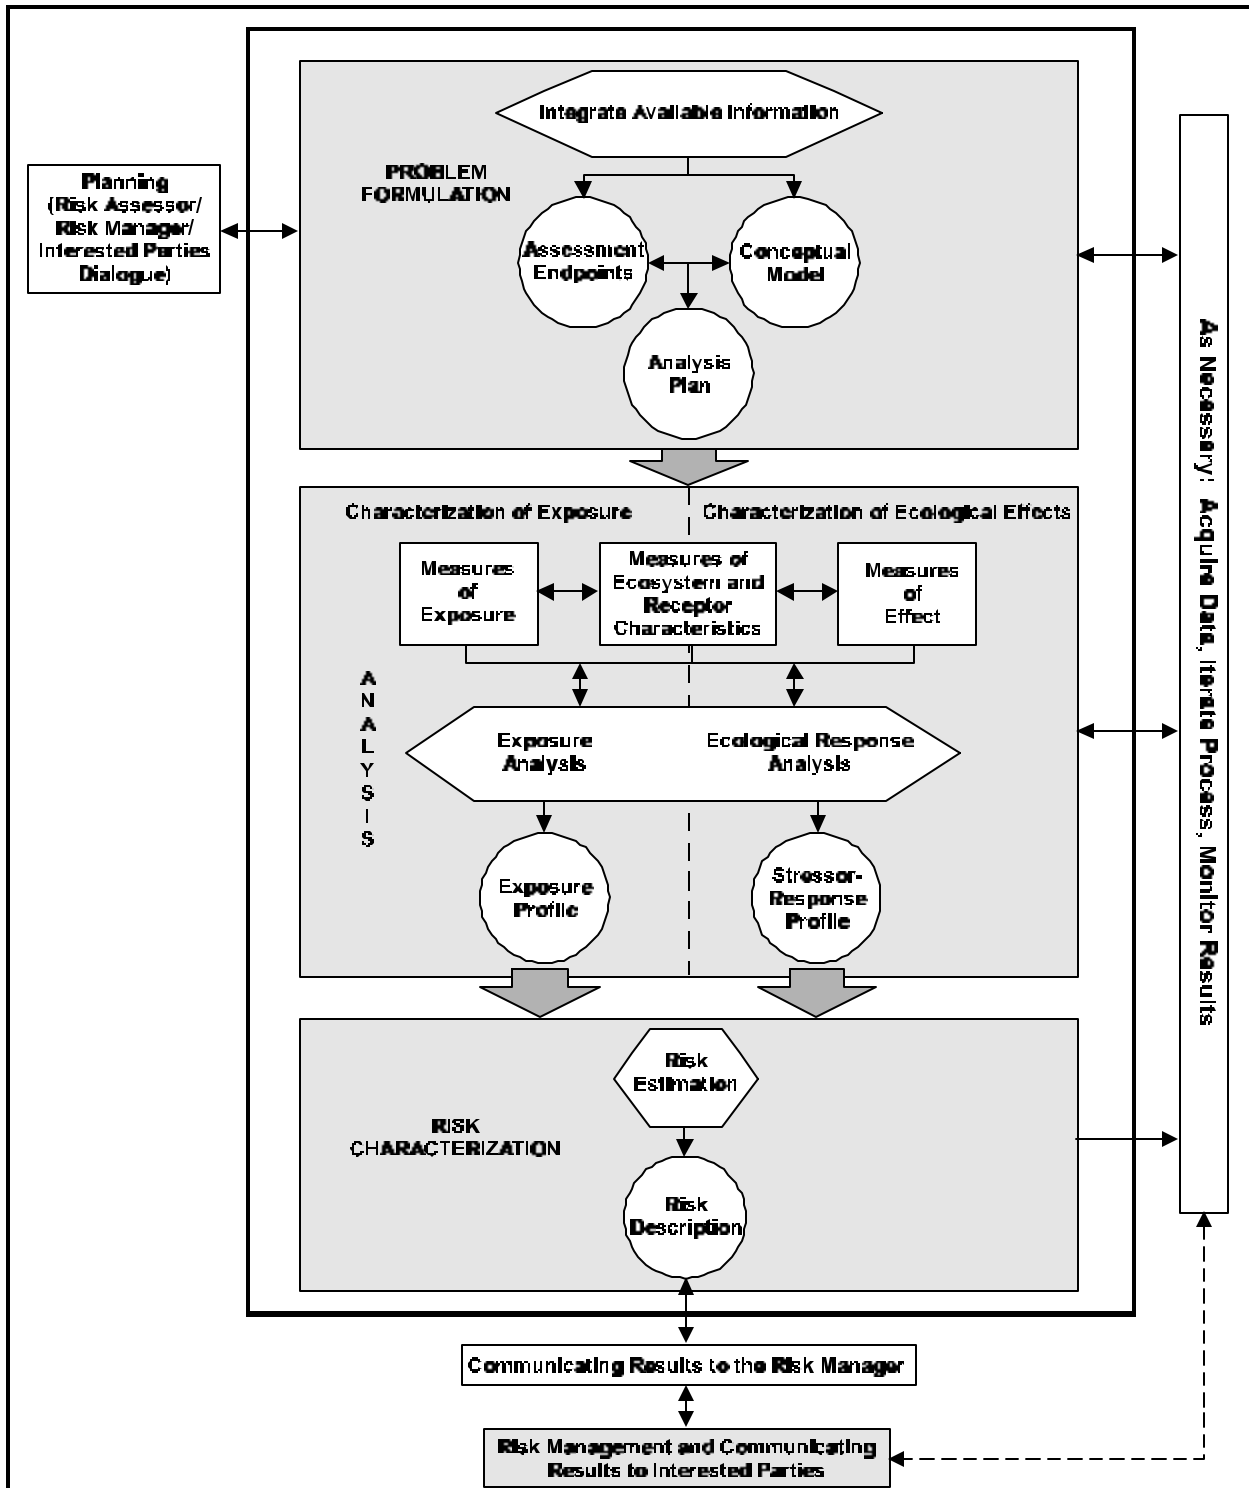 Integrate Available Information
PROBLEM
FORMULATION
Planning
(Risk Assessor/
Risk Manager/
Interested Parties
Dialogue)
Assessment
Endpoints
Conceptual
Model
Analysis
Plan
As Necessary: Acquire Data, Iterate Process, Monitor Results
Characterization of Exposure
Characterization of Ecological Effects
Measures
of
Exposure
Measures of
Ecosystem and
Receptor
Characteristics
Measures
of
Effect
ANALYSIS
Exposure
Analysis
Ecological Response
Analysis
Exposure
Profile
Stressor-
Response
Profile
Risk
Estimation
RISK
CHARACTERIZATION
Risk
Description
Communicating Results to the Risk Manager
Risk Management and Communicating
Results to Interested Parties